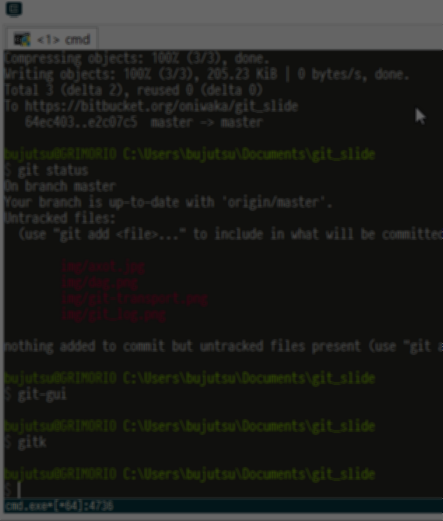 <1> cmd
Compressing objects: 100% (3/3), done.
Writing objects: 100% (3/3), 205.23 KiB | 0 bytes/s, done.
Total 3 (delta 2), reused 0 (delta 0)
To https://bitbucket.org/oniwaka/git_slide
64ec403..e2c07c5 master -> master
bujutsu@GRIMORIO C:\Users\bujutsu\Documents\git_slide
$ git status
On branch master
Your branch is up-to-date with 'origin/master'.
Untracked files:
(use "git add <file>..." to include in what will be committed
nothing added to commit but untracked files present (use "git a
bujutsu@GRIMORIO C:\Users\bujutsu\Documents\git_slide
$ git-gui
bujutsu@GRIMORIO C:\Users\bujutsu\Documents\git_slide
$ gitk
bujutsu@GRIMORIO C:\Users\bujutsu\Documents\git_slide
$
cmd.exe*[*64]:4736